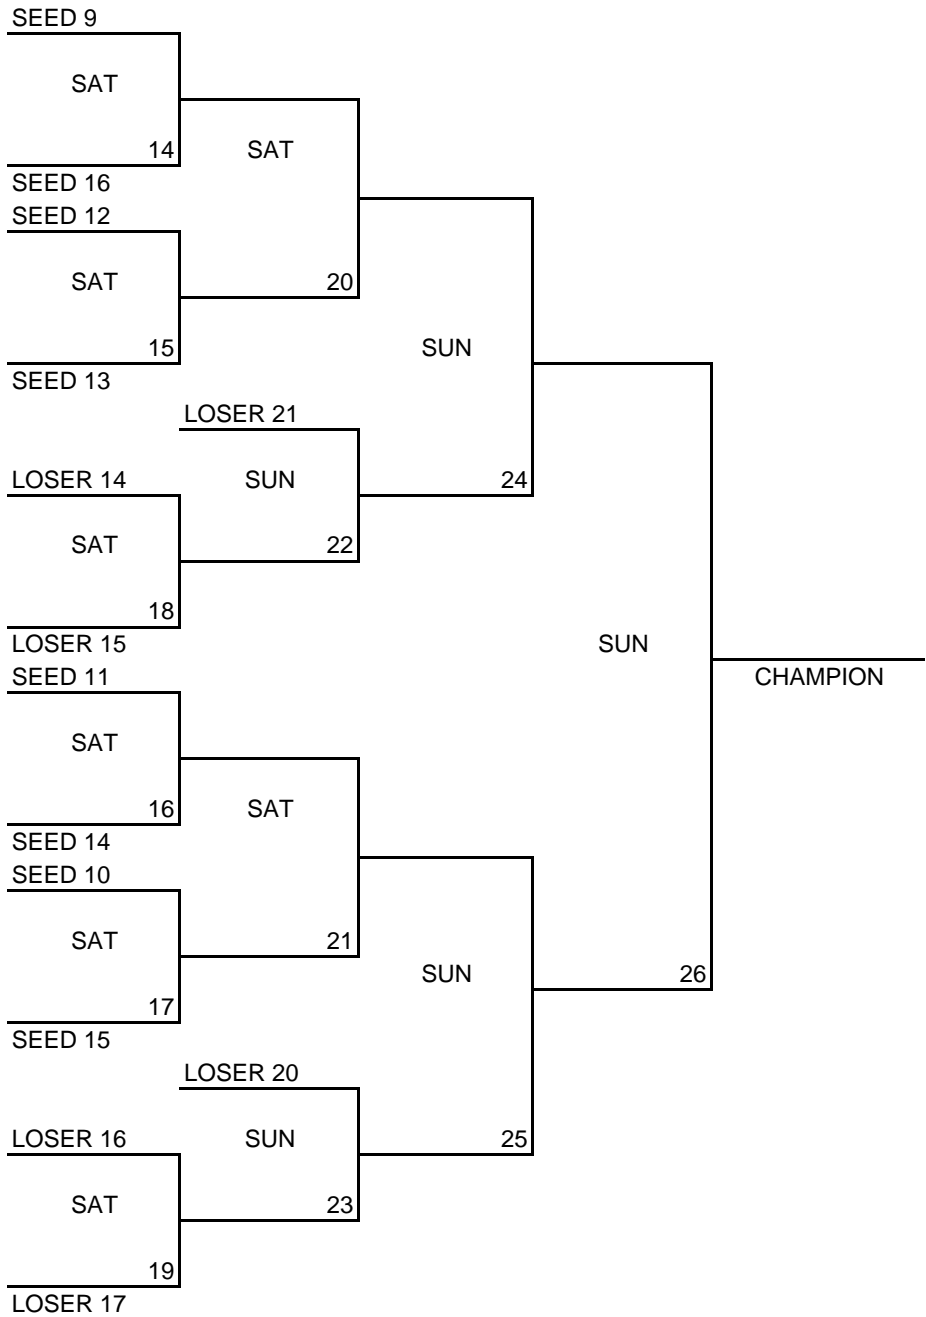 SEED 9
SAT
14 SAT
SEED 16
SEED 12
SAT 20
15 SUN
SEED 13
LOSER 21
LOSER 14 SUN 24
SAT 22
18
LOSER 15 SUN
SEED 11 CHAMPION
SAT
16 SAT
SEED 14
SEED 10
SAT 21
SUN 26
17
SEED 15
LOSER 20
LOSER 16 SUN 25
SAT 23
19
LOSER 17